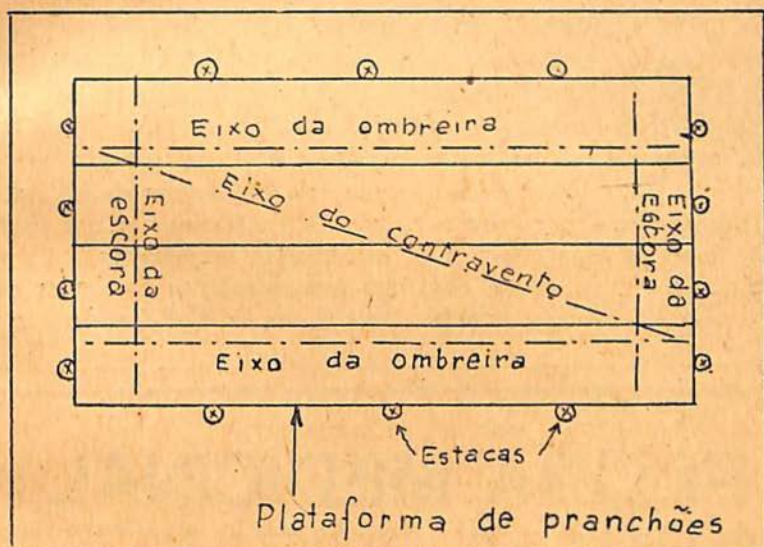 Eixo da ombreira
Eixo da
escora
Eixo do contravento
Eixo da
Escora
Eixo da ombreira
Estacas
Plataforma de pranchões